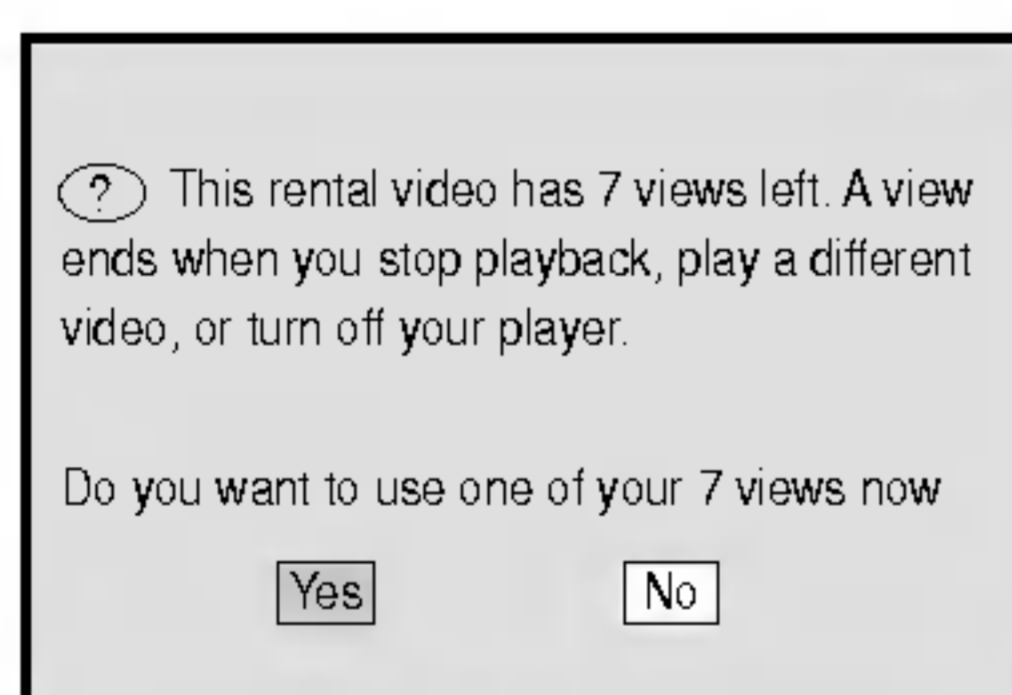 ? This rental video has 7 views left. A view
ends when you stop playback, play a different
video, or turn off your player.
Do you want to use one of your 7 views now
Yes No